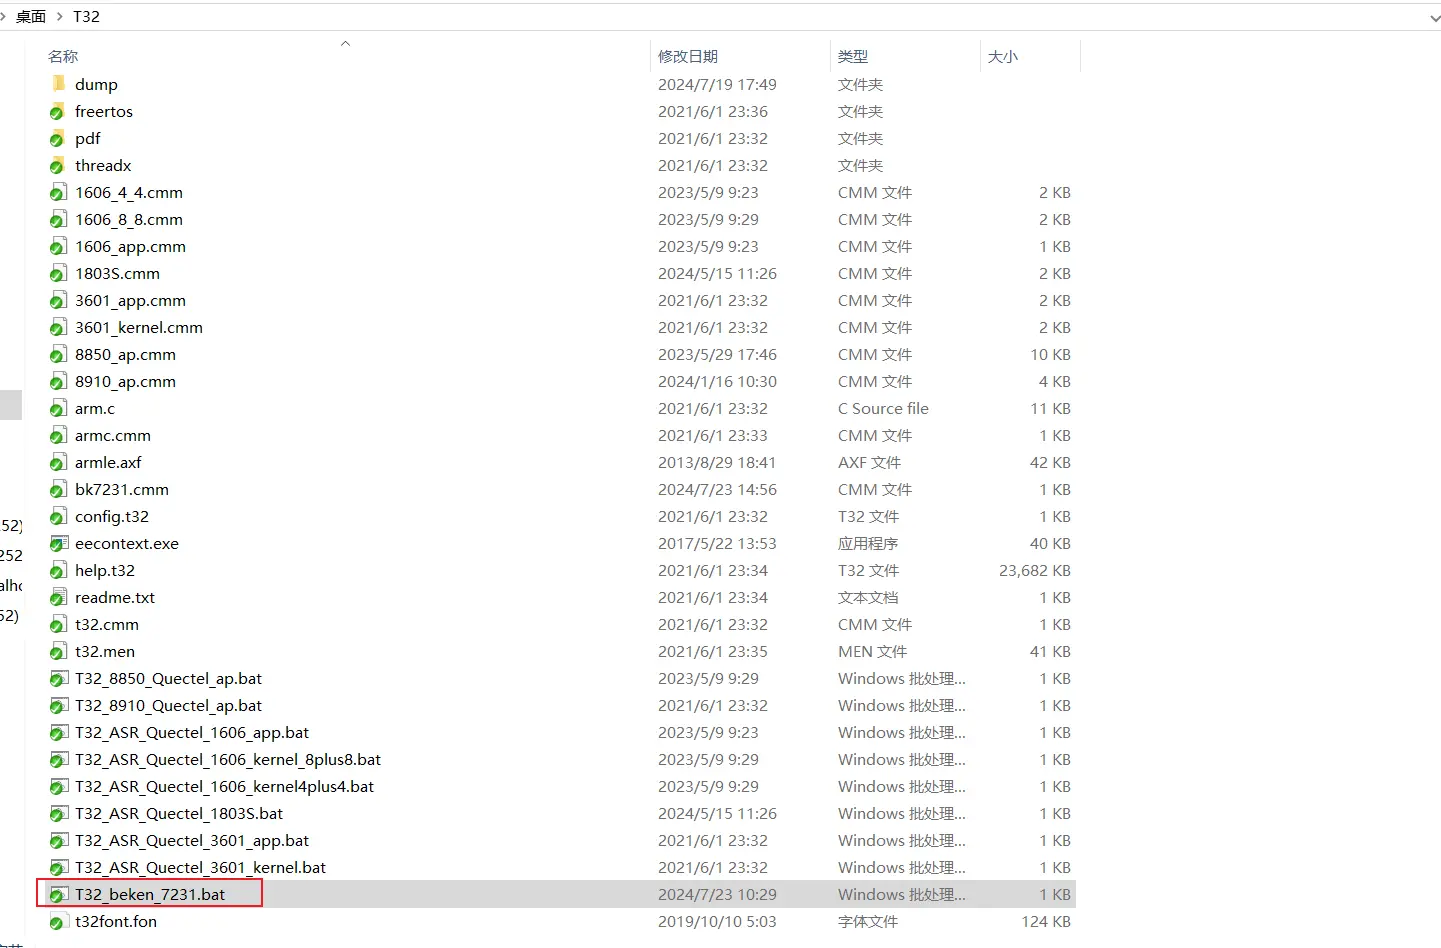 桌面 > T32
名称 修改日期 类型 大小
dump 2024/7/19 17:49 文件夹
freertos 2021/6/1 23:36 文件夹
pdf 2021/6/1 23:32 文件夹
threadx 2021/6/1 23:32 文件夹
1606_4_4.cmm 2023/5/9 9:23 CMM 文件 2 KB
1606_8_8.cmm 2023/5/9 9:29 CMM 文件 2 KB
1606_app.cmm 2023/5/9 9:23 CMM 文件 1 KB
1803S.cmm 2024/5/15 11:26 CMM 文件 2 KB
3601_app.cmm 2021/6/1 23:32 CMM 文件 2 KB
3601_kernel.cmm 2021/6/1 23:32 CMM 文件 2 KB
8850_ap.cmm 2023/5/29 17:46 CMM 文件 10 KB
8910_ap.cmm 2024/1/16 10:30 CMM 文件 4 KB
arm.c 2021/6/1 23:32 C Source file 11 KB
armc.cmm 2021/6/1 23:33 CMM 文件 1 KB
armle.axf 2013/8/29 18:41 AXF 文件 42 KB
bk7231.cmm 2024/7/23 14:56 CMM 文件 1 KB
52) config.t32 2021/6/1 23:32 T32 文件 1 KB
252 eecontext.exe 2017/5/22 13:53 应用程序 40 KB
alhc help.t32 2021/6/1 23:34 T32 文件 23,682 KB
52) readme.txt 2021/6/1 23:34 文本文档 1 KB
t32.cmm 2021/6/1 23:32 CMM 文件 1 KB
t32.men 2021/6/1 23:35 MEN 文件 41 KB
T32_8850_Quectel_ap.bat 2023/5/9 9:29 Windows 批处理... 1 KB
T32_8910_Quectel_ap.bat 2021/6/1 23:32 Windows 批处理... 1 KB
T32_ASR_Quectel_1606_app.bat 2023/5/9 9:23 Windows 批处理... 1 KB
T32_ASR_Quectel_1606_kernel_8plus8.bat 2023/5/9 9:29 Windows 批处理... 1 KB
T32_ASR_Quectel_1606_kernel4plus4.bat 2023/5/9 9:29 Windows 批处理... 1 KB
T32_ASR_Quectel_1803S.bat 2024/5/15 11:26 Windows 批处理... 1 KB
T32_ASR_Quectel_3601_app.bat 2021/6/1 23:32 Windows 批处理... 1 KB
T32_ASR_Quectel_3601_kernel.bat 2021/6/1 23:32 Windows 批处理... 1 KB
T32_beken_7231.bat 2024/7/23 10:29 Windows 批处理... 1 KB
t32font.fon 2019/10/10 5:03 字体文件 124 KB